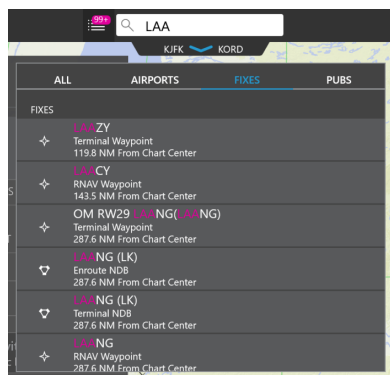 99+
LAA
KJFK KORD
ALL AIRPORTS FIXES PUBS
FIXES
LAAZY
Terminal Waypoint
119.8 NM From Chart Center
LAACY
RNAV Waypoint
143.5 NM From Chart Center
OM RW29 LAANG(LAANG)
Terminal Waypoint
287.6 NM From Chart Center
LAANG (LK)
Enroute NDB
287.6 NM From Chart Center
LAANG (LK)
Terminal NDB
287.6 NM From Chart Center
LAANG
RNAV Waypoint
287.6 NM From Chart Center